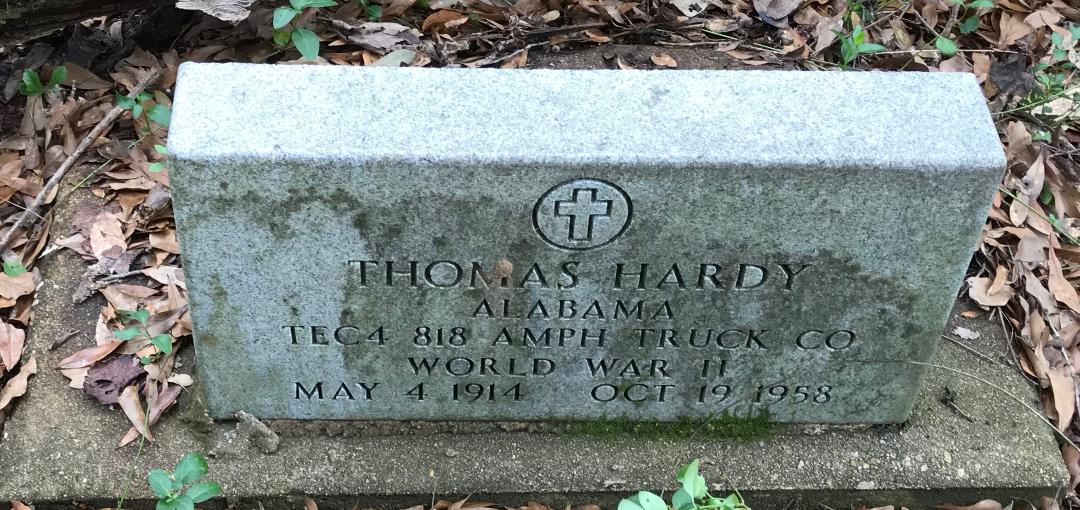 THOMAS HARDY
ALABAMA
TEC4 818 AMPH TRUCK CO
WORLD WAR II
MAY 4 1914 OCT 19 1958